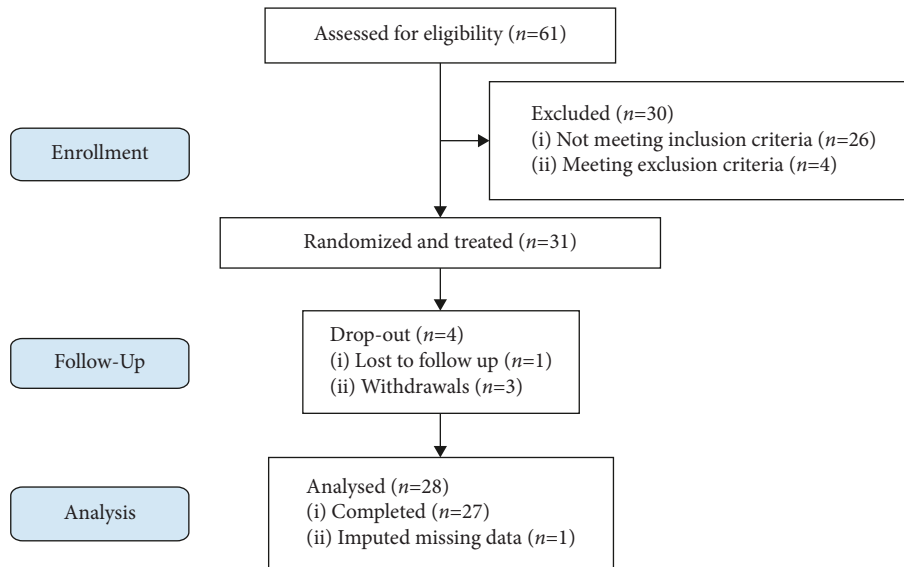 Assessed for eligibility (n=61)
Excluded (n=30)
(i) Not meeting inclusion criteria (n=26)
(ii) Meeting exclusion criteria (n=4)
Enrollment
Randomized and treated (n=31)
Drop-out (n=4)
(i) Lost to follow up (n=1)
(ii) Withdrawals (n=3)
Follow-Up
Analysed (n=28)
(i) Completed (n=27)
(ii) Imputed missing data (n=1)
Analysis